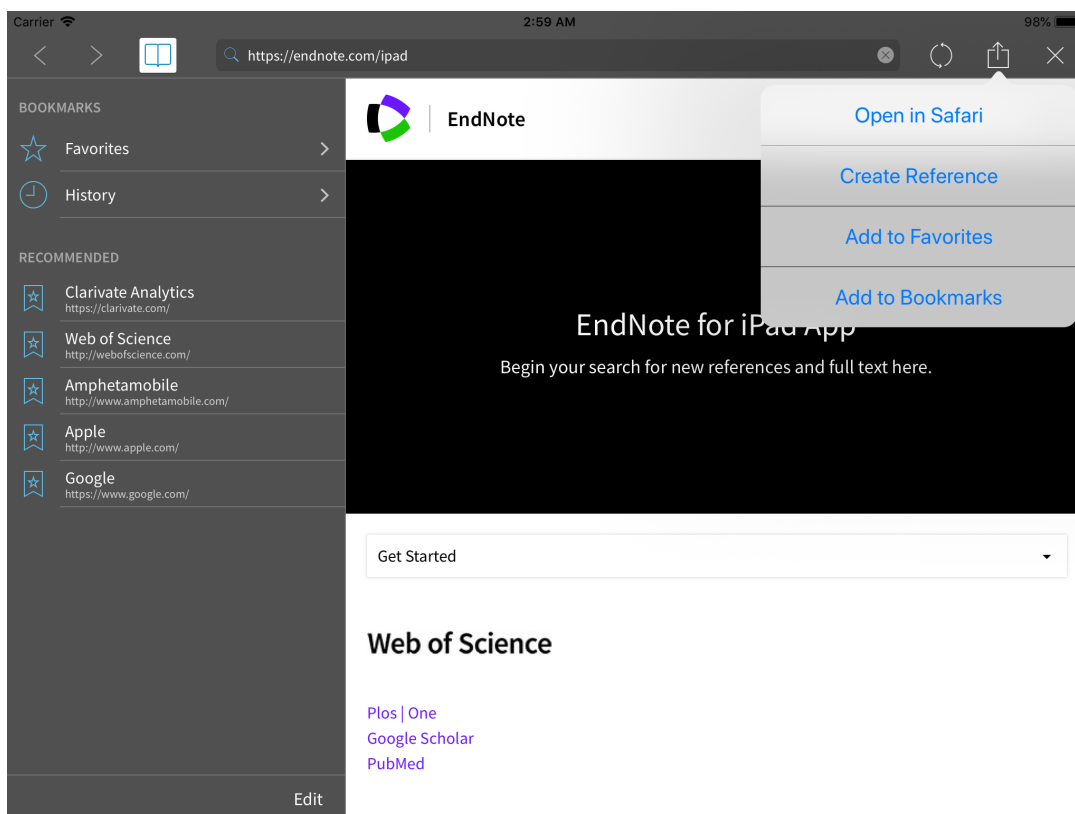 Carrier 2:59 AM 98%
https://endnote.com/ipad
BOOKMARKS
Favorites
History
RECOMMENDED
Clarivate Analytics
https://clarivate.com/
Web of Science
http://webofscience.com/
Amphetamobile
http://www.amphetamobile.com/
Apple
http://www.apple.com/
Google
https://www.google.com/
Edit
EndNote
Open in Safari
Create Reference
Add to Favorites
Add to Bookmarks
EndNote for iPad App
Begin your search for new references and full text here.
Get Started
Web of Science
Plos | One
Google Scholar
PubMed